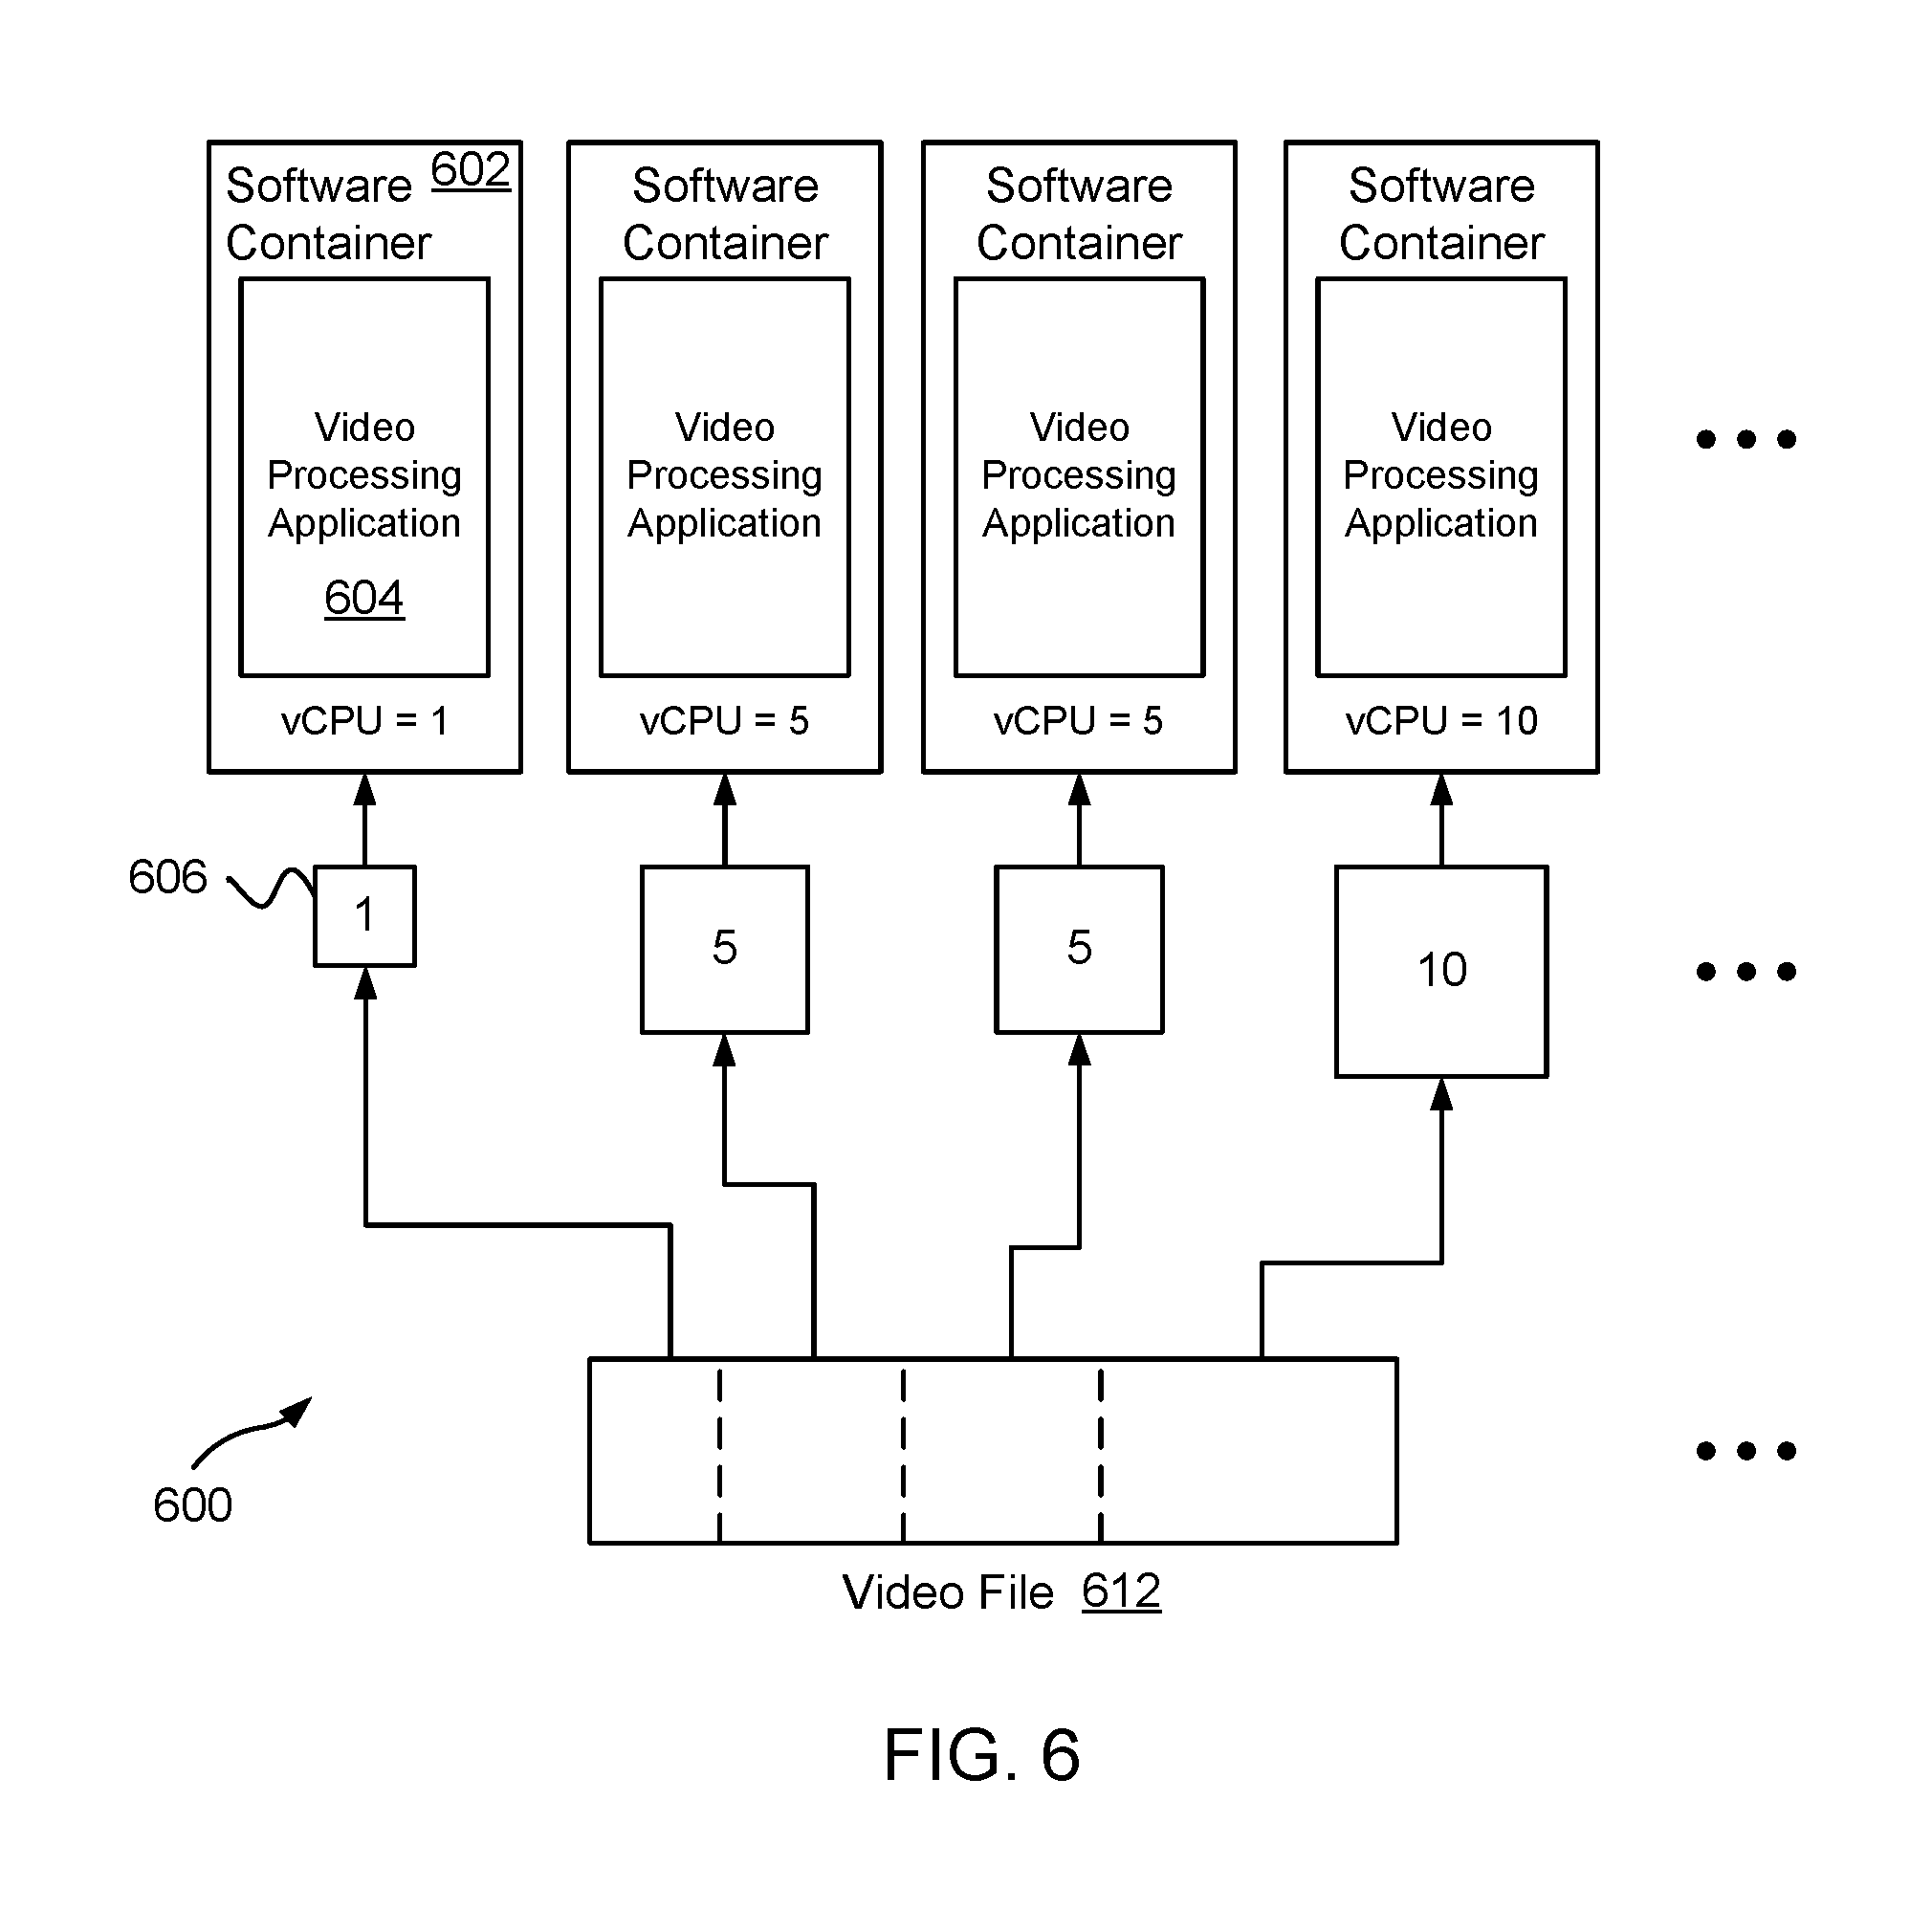 Software 602
Container
Video
Processing
Application
604
vCPU = 1
Software
Container
Video
Processing
Application
vCPU = 5
Software
Container
Video
Processing
Application
vCPU = 5
Software
Container
Video
Processing
Application
vCPU = 10
606
1
5
5
10
600
Video File 612
FIG. 6